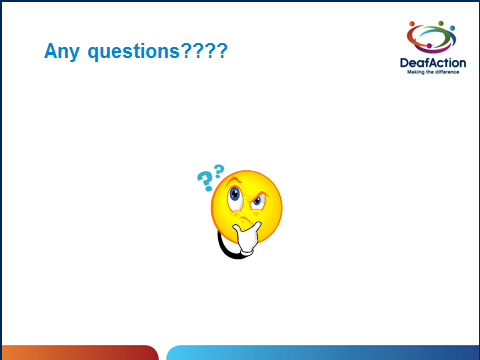 Any questions????
DeafAction
Making the difference
? ?